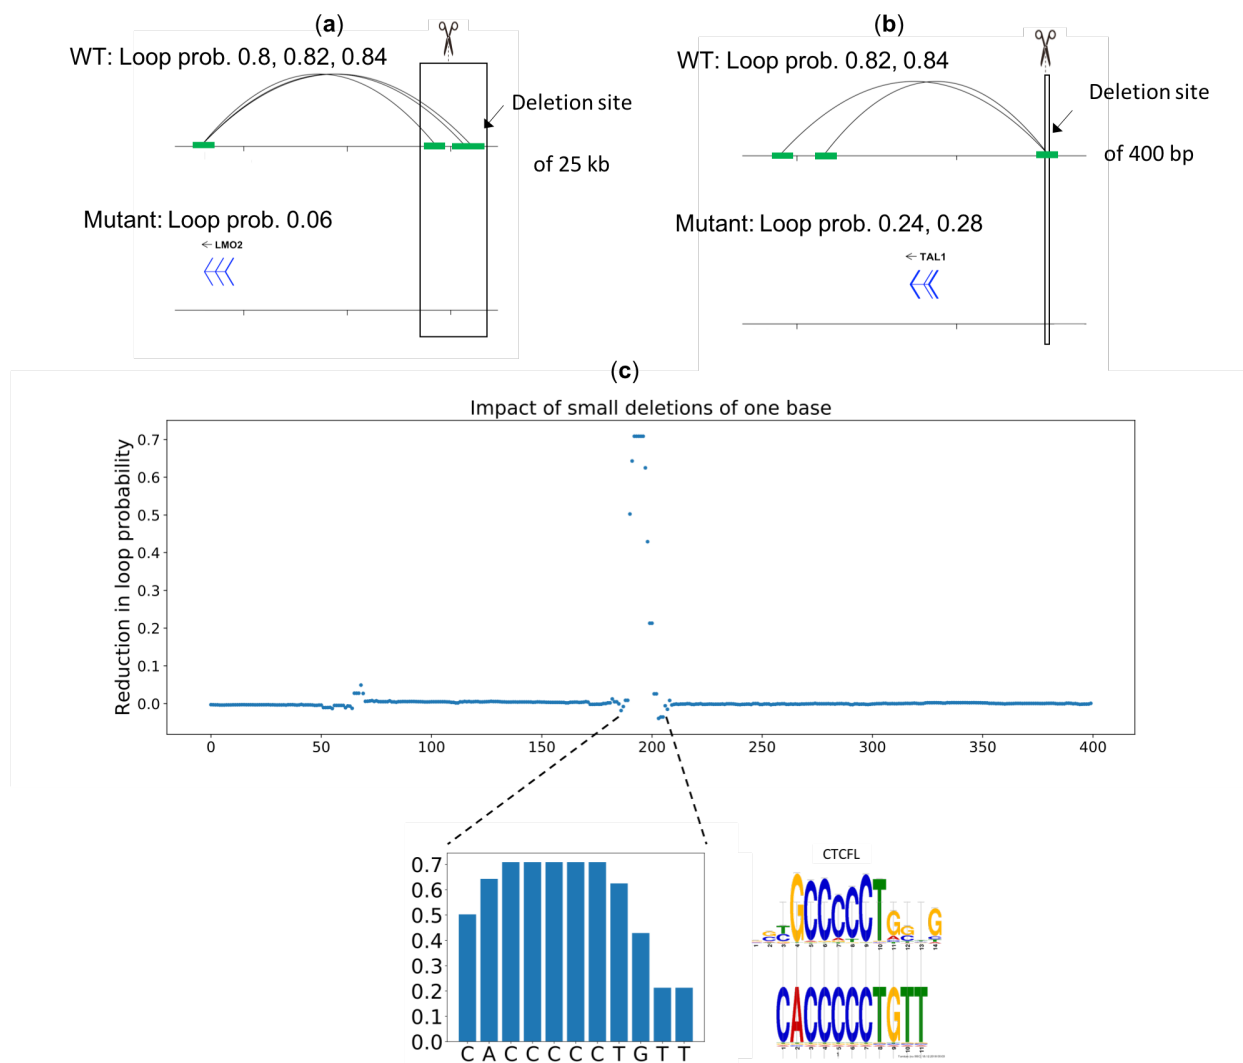 (a)
WT: Loop prob. 0.8, 0.82, 0.84
Deletion site
of 25 kb
Mutant: Loop prob. 0.06
← LMO2
(b)
WT: Loop prob. 0.82, 0.84
Deletion site
of 400 bp
Mutant: Loop prob. 0.24, 0.28
← TAL1
(c)
Impact of small deletions of one base
Reduction in loop probability
0.7
0.6
0.5
0.4
0.3
0.2
0.1
0.0
0 50 100 150 200 250 300 350 400
0.7
0.6
0.5
0.4
0.3
0.2
0.1
0.0
C A C C C C C T G T T
CTCFL
GCCCCCT
CACCCCCTGTT